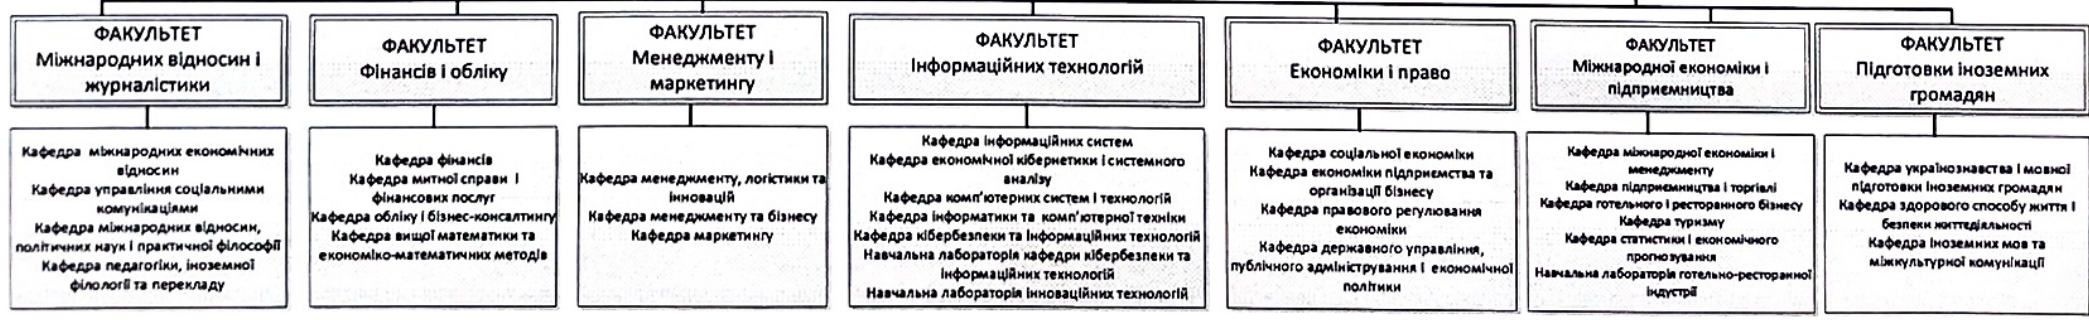 ФАКУЛЬТЕТ
Міжнародних відносин і
журналістики
Кафедра міжнародних економічних
відносин
Кафедра управління соціальними
комунікаціями
Кафедра міжнародних відносин,
політичних наук і практичної філософії
Кафедра педагогіки, іноземної
філології та перекладу
ФАКУЛЬТЕТ
Фінансів і обліку
Кафедра фінансів
Кафедра митної справи і
фінансових послуг
Кафедра обліку і бізнес-консалтингу
Кафедра вищої математики та
економіко-математичних методів
ФАКУЛЬТЕТ
Менеджменту і
маркетингу
Кафедра менеджменту, логістики та
інновацій
Кафедра менеджменту та бізнесу
Кафедра маркетингу
ФАКУЛЬТЕТ
Інформаційних технологій
Кафедра інформаційних систем
Кафедра економічної кібернетики і системного
аналізу
Кафедра комп'ютерних систем і технологій
Кафедра інформатики та комп'ютерної техніки
Кафедра кібербезпеки та інформаційних технологій
Навчальна лабораторія кафедри кібербезпеки та
інформаційних технологій
Навчальна лабораторія інноваційних технологій
ФАКУЛЬТЕТ
Економіки і право
Кафедра соціальної економіки
Кафедра економіки підприємства та
організації бізнесу
Кафедра правового регулювання
економіки
Кафедра державного управління,
публічного адміністрування і економічної
політики
ФАКУЛЬТЕТ
Міжнародної економіки і
підприємництва
Кафедра міжнародної економіки і
менеджменту
Кафедра підприємництва і торгівлі
Кафедра готельного і ресторанного бізнесу
Кафедра туризму
Кафедра статистики і економічного
прогнозування
Навчальна лабораторія готельно-ресторанної
індустрії
ФАКУЛЬТЕТ
Підготовки іноземних
громадян
Кафедра українознавства і мовної
підготовки іноземних громадян
Кафедра здорового способу життя і
безпеки життєдіяльності
Кафедра іноземних мов та
міжкультурної комунікації